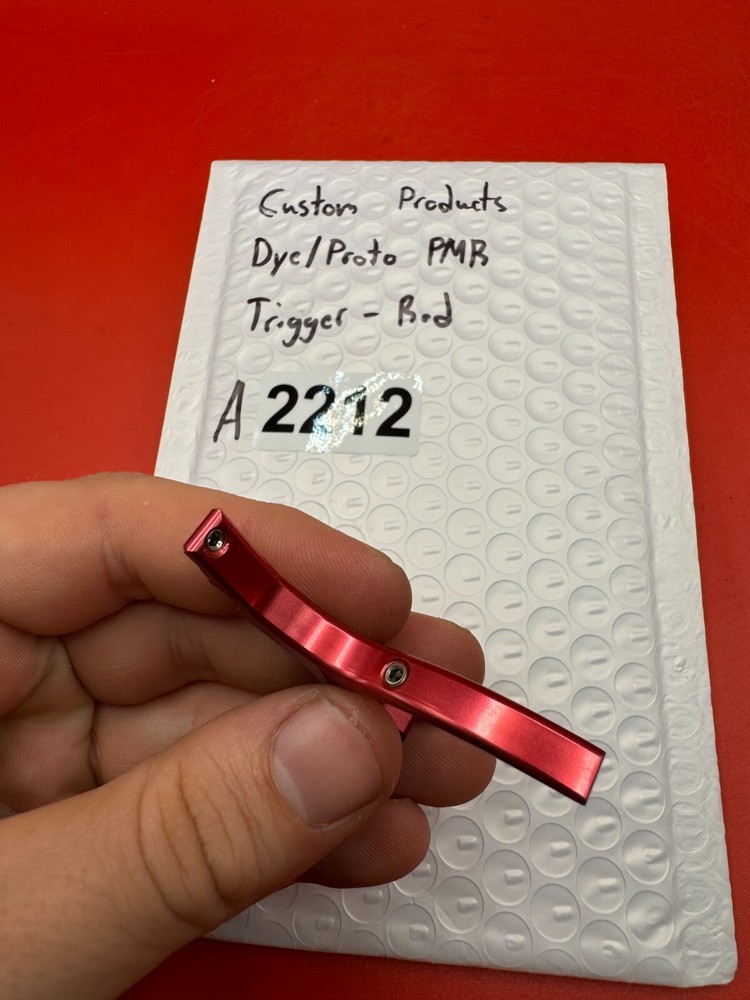 Custom Products
Dye/Proto PMR
Trigger - Red
A 2212